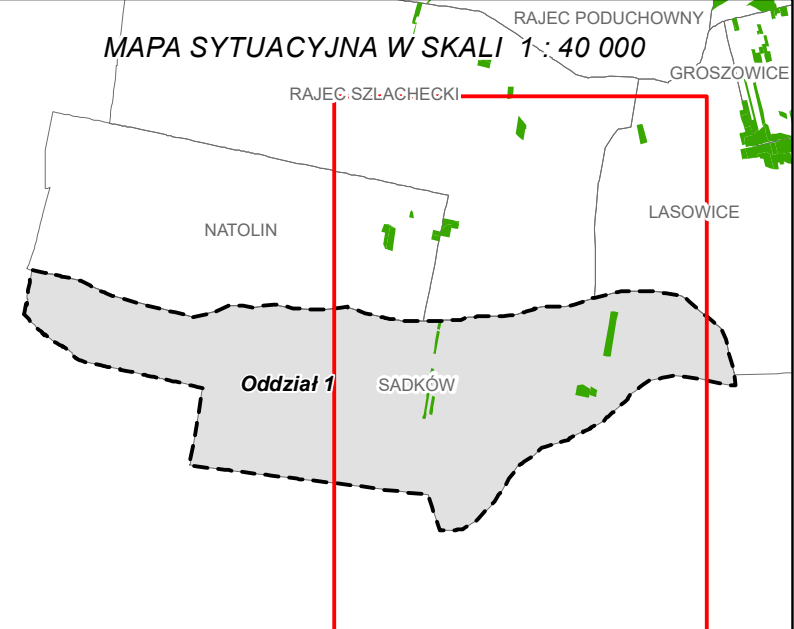 RAJEC PODUCHOWNY
MAPA SYTUACYJNA W SKALI 1 : 40 000
GROSZOWICE
RAJEC SZLACHECKI
LASOWICE
NATOLIN
Oddział 1
SADKÓW